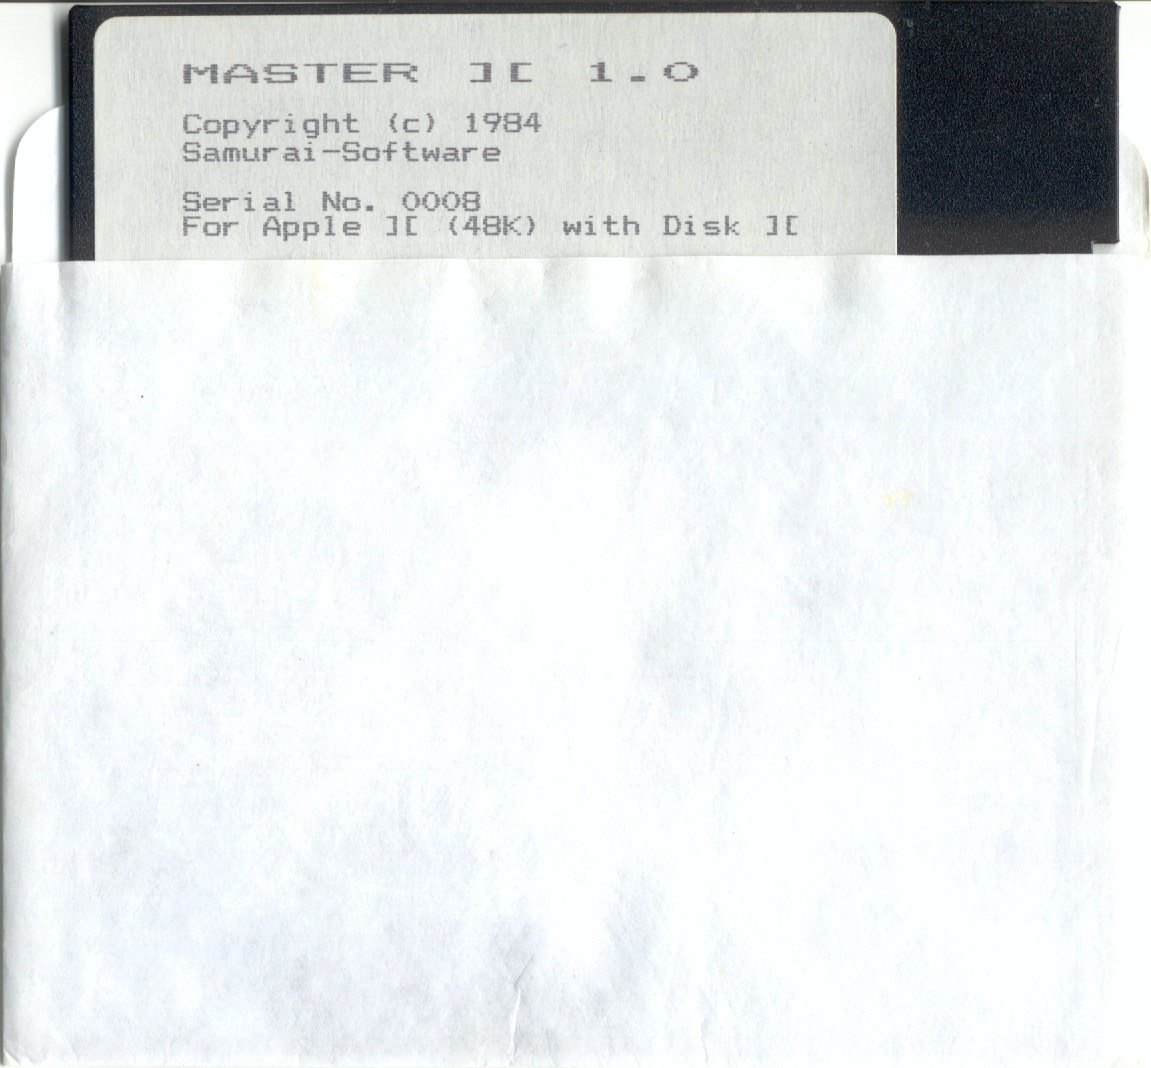 MASTER ][ 1.0
Copyright (c) 1984
Samurai-Software
Serial No. 0008
For Apple ][ (48K) with Disk ][